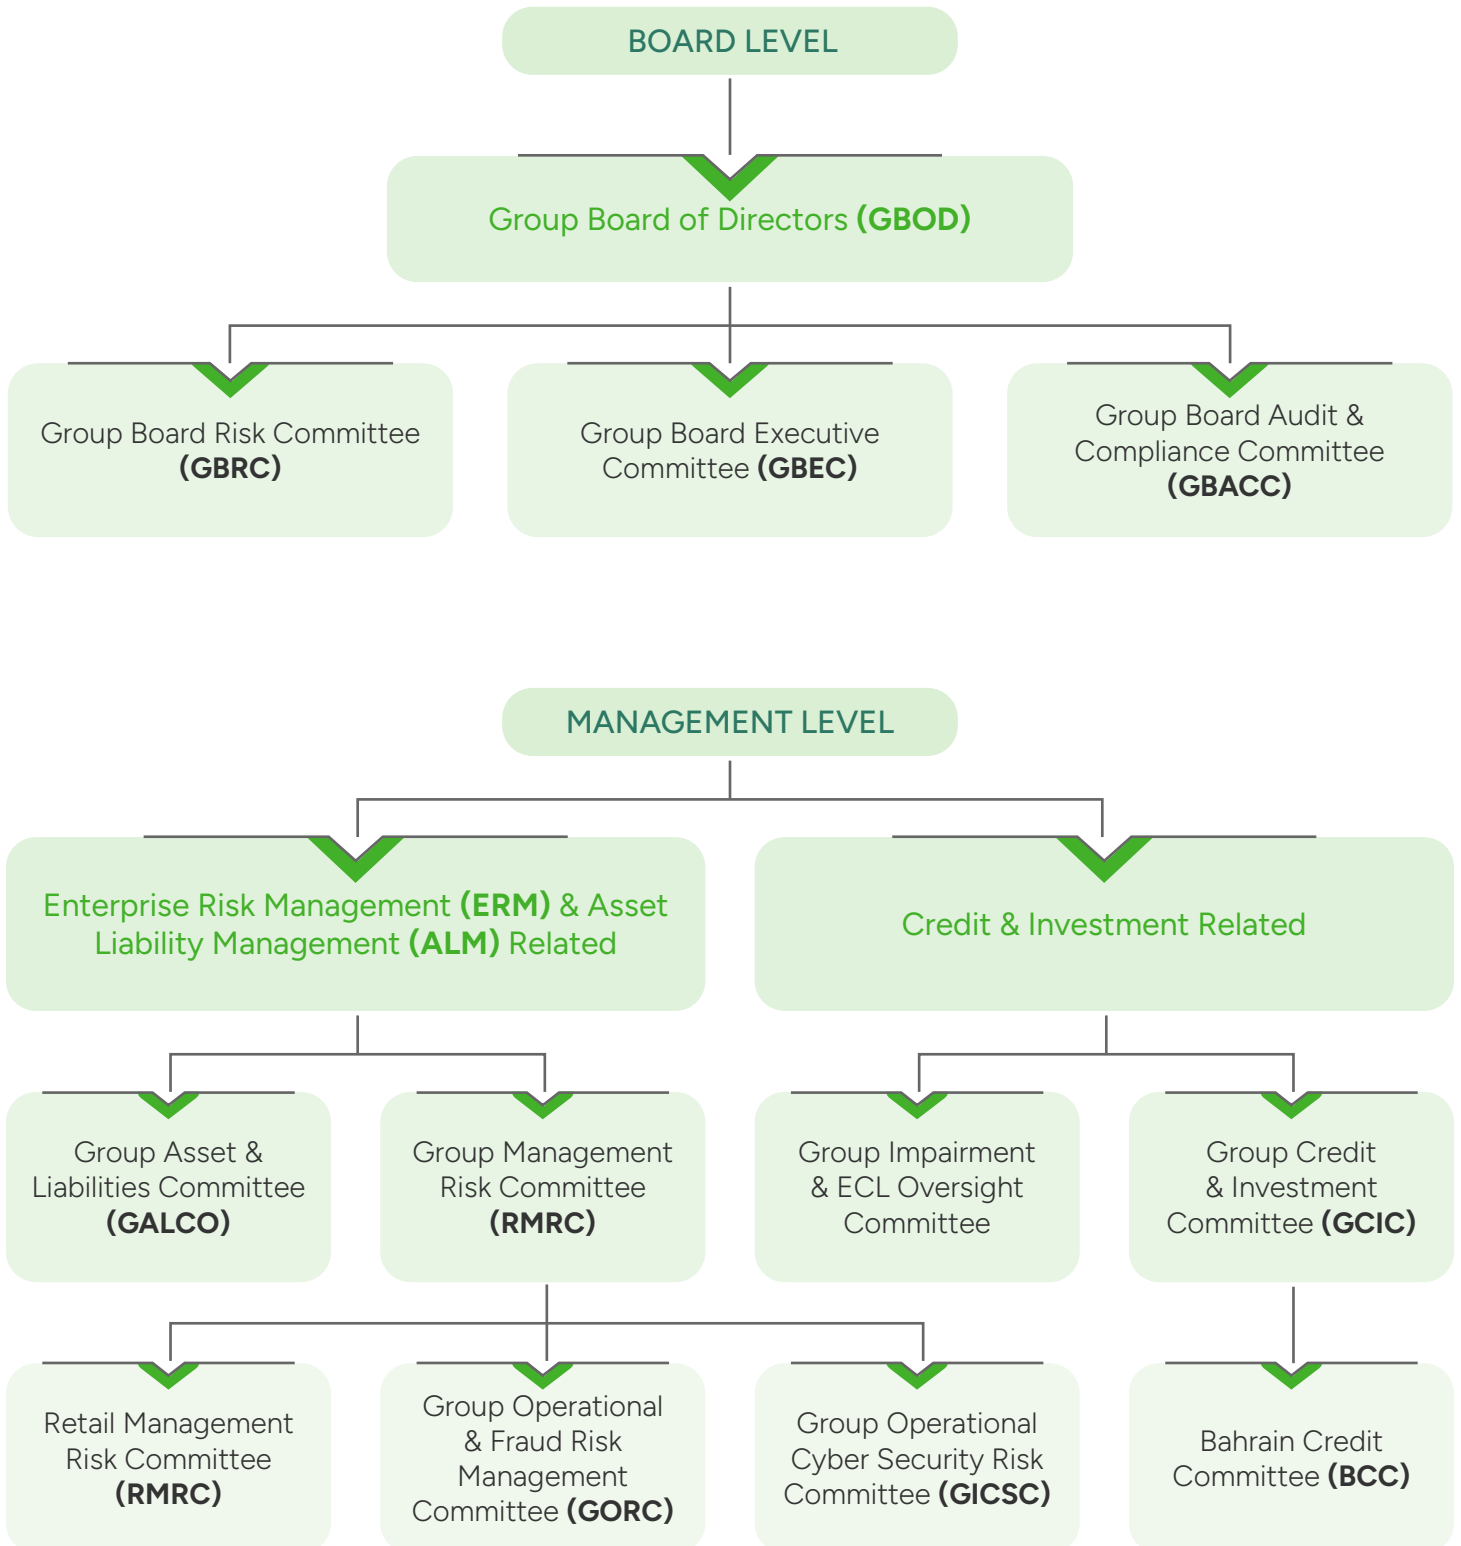 BOARD LEVEL
Group Board of Directors (GBOD)
Group Board Risk Committee
(GBRC)
Group Board Executive
Committee (GBEC)
Group Board Audit &
Compliance Committee
(GBACC)
MANAGEMENT LEVEL
Enterprise Risk Management (ERM) & Asset
Liability Management (ALM) Related
Credit & Investment Related
Group Asset &
Liabilities Committee
(GALCO)
Group Management
Risk Committee
(RMRC)
Group Impairment
& ECL Oversight
Committee
Group Credit
& Investment
Committee (GCIC)
Retail Management
Risk Committee
(RMRC)
Group Operational
& Fraud Risk
Management
Committee (GORC)
Group Operational
Cyber Security Risk
Committee (GICSC)
Bahrain Credit
Committee (BCC)